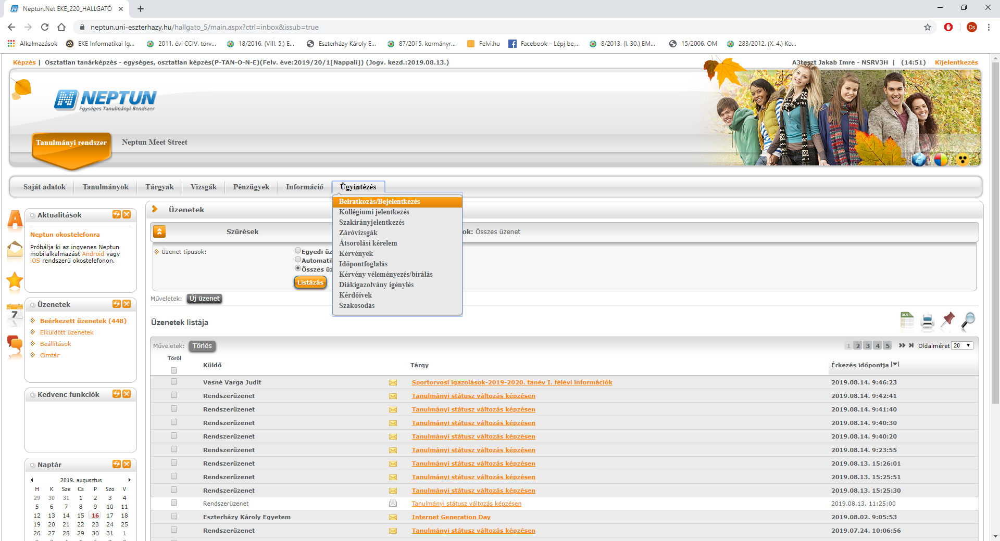 Neptun.Net EKE_220_HALLGATÓ
neptun.uni-eszterhazy.hu/hallgato_5/main.aspx?ctrl=inbox&issub=true
Cs
Alkalmazások EKE Informatikai Ig... 2011. évi CCIV. törv... 18/2016. (VIII. 5.) E... Eszterházy Károly E... 87/2015. kormányr... Felvi.hu Facebook – Lépj be,... 8/2013. (I. 30.) EM... 15/2006. OM 283/2012. (X. 4.) Ko...
Képzés | Osztatlan tanárképzés - egységes, osztatlan képzés(P-TAN-O-N-E)(Felv. éve:2019/20/1[Nappali]) (Jogv. kezd.:2019.08.13.)
A3teszt Jakab Imre - NSRV3H | (14:51) Kijelentkezés
NEPTUN
Egységes Tanulmányi Rendszer
Tanulmányi rendszer Neptun Meet Street
Saját adatok Tanulmányok Tárgyak Vizsgák Pénzügyek Információ Ügyintézés
Beiratkozás/Bejelentkezés
Kollégiumi jelentkezés
Szakirányjelentkezés
Záróvizsgák
Átsorolási kérelem
Kérvények
Időpontfoglalás
Kérvény véleményezés/bírálás
Diákigazolvány igénylés
Kérdőívek
Szakosodás
A
Aktualitások
Neptun okostelefonra
Próbálja ki az ingyenes Neptun
mobilalkalmazást Android vagy
iOS rendszerű okostelefonon.
7
Üzenetek
Beérkezett üzenetek (448)
Elküldött üzenetek
Beállítások
Címtár
Kedvenc funkciók
Naptár
2019. augusztus
H K Sze Cs P Szo V
29 30 31 1 2 3 4
5 6 7 8 9 10 11
12 13 14 15 16 17 18
19 20 21 22 23 24 25
26 27 28 29 30 31 1
Üzenetek
Szűrések ok: Összes üzenet
Üzenet típusok:
Egyedi üz
Automati
Összes üz
Listázás
Műveletek: Új üzenet
Üzenetek listája
XLS
Műveletek: Törlés
1 2 3 4 5 Oldalméret 20
Töröl Küldő Tárgy Érkezés időpontja
Vasné Varga Judit Sportorvosi igazolások-2019-2020. tanév I. félévi információk 2019.08.14. 9:46:23
Rendszerüzenet Tanulmányi státusz változás képzésen 2019.08.14. 9:42:41
Rendszerüzenet Tanulmányi státusz változás képzésen 2019.08.14. 9:41:40
Rendszerüzenet Tanulmányi státusz változás képzésen 2019.08.14. 9:40:30
Rendszerüzenet Tanulmányi státusz változás képzésen 2019.08.14. 9:40:20
Rendszerüzenet Tanulmányi státusz változás képzésen 2019.08.14. 9:23:55
Rendszerüzenet Tanulmányi státusz változás képzésen 2019.08.13. 15:26:01
Rendszerüzenet Tanulmányi státusz változás képzésen 2019.08.13. 15:25:51
Rendszerüzenet Tanulmányi státusz változás képzésen 2019.08.13. 15:25:30
Rendszerüzenet Tanulmányi státusz változás képzésen 2019.08.13. 11:25:00
Eszterházy Károly Egyetem Internet Generation Day 2019.08.02. 9:05:53
Rendszerüzenet Tanulmányi státusz változás képzésen 2019.07.24. 10:06:56